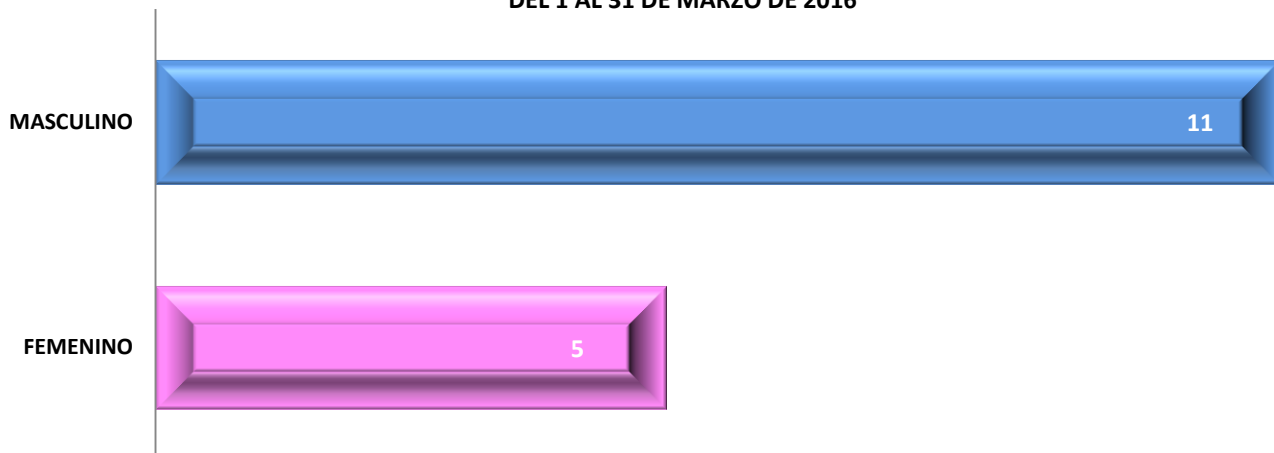 DEL 1 AL 31 DE MARZO DE 2016
MASCULINO
11
FEMENINO
5